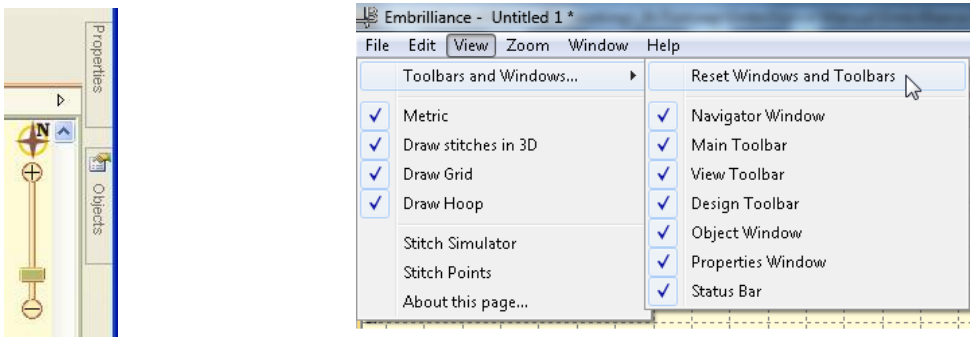 Properties
N
Objects
Embrilliance - Untitled 1 *
File Edit View Zoom Window Help
Toolbars and Windows...
Metric
Draw stitches in 3D
Draw Grid
Draw Hoop
Stitch Simulator
Stitch Points
About this page...
Reset Windows and Toolbars
Navigator Window
Main Toolbar
View Toolbar
Design Toolbar
Object Window
Properties Window
Status Bar